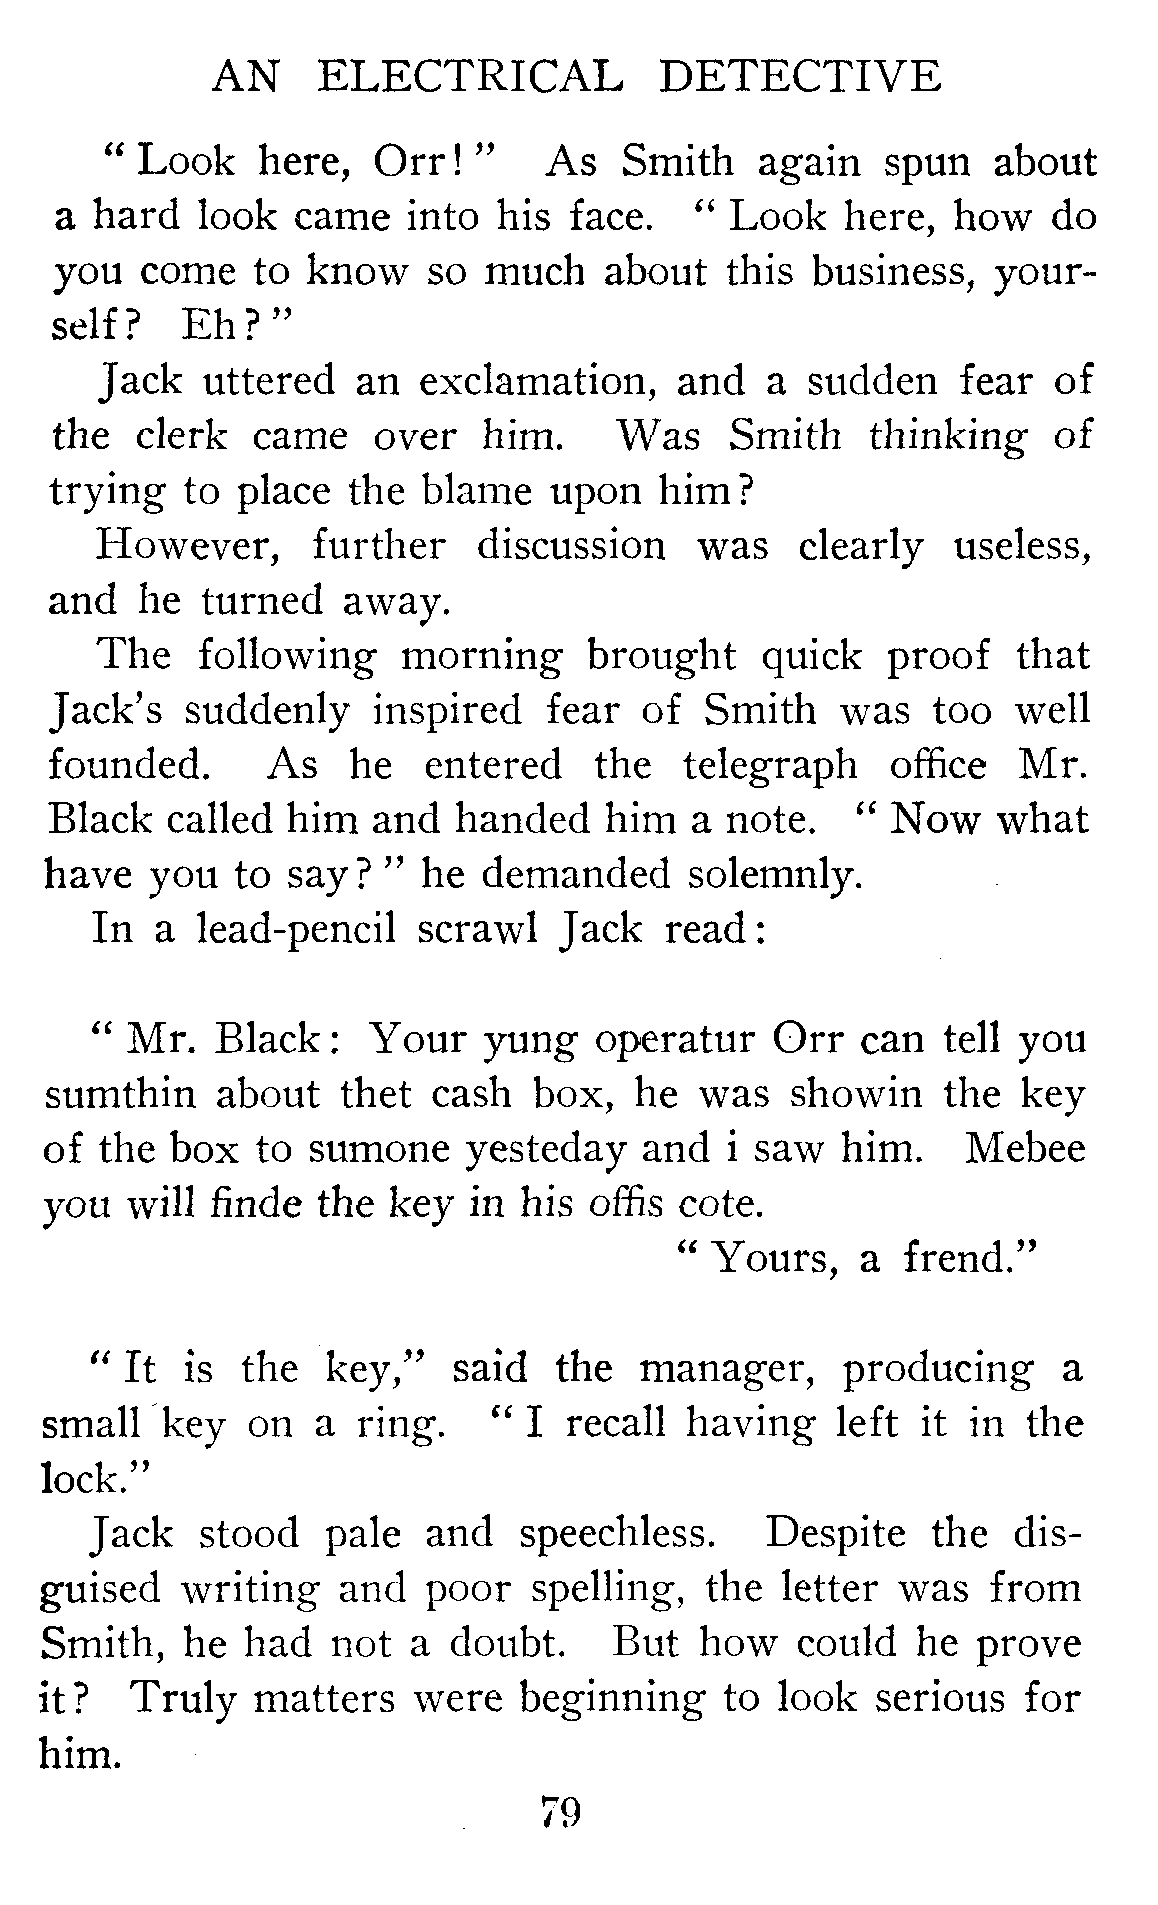 AN ELECTRICAL DETECTIVE
“ Look here, Orr! ” As Smith again spun about
a hard look came into his face. “ Look here, how do
you come to know so much about this business, your-
self? Eh? ”
Jack uttered an exclamation, and a sudden fear of
the clerk came over him. Was Smith thinking of
trying to place the blame upon him?
However, further discussion was clearly useless,
and he turned away.
The following morning brought quick proof that
Jack’s suddenly inspired fear of Smith was too well
founded. As he entered the telegraph office Mr.
Black called him and handed him a note. “ Now what
have you to say? ” he demanded solemnly.
In a lead-pencil scrawl Jack read:
“ Mr. Black: Your yung operatur Orr can tell you
sumthin about thet cash box, he was showin the key
of the box to sumone yesteday and i saw him. Mebee
you will finde the key in his offis cote.
“ Yours, a frend.”
“ It is the key,” said the manager, producing a
small key on a ring. “ I recall having left it in the
lock.”
Jack stood pale and speechless. Despite the dis-
guised writing and poor spelling, the letter was from
Smith, he had not a doubt. But how could he prove
it? Truly matters were beginning to look serious for
him.
79